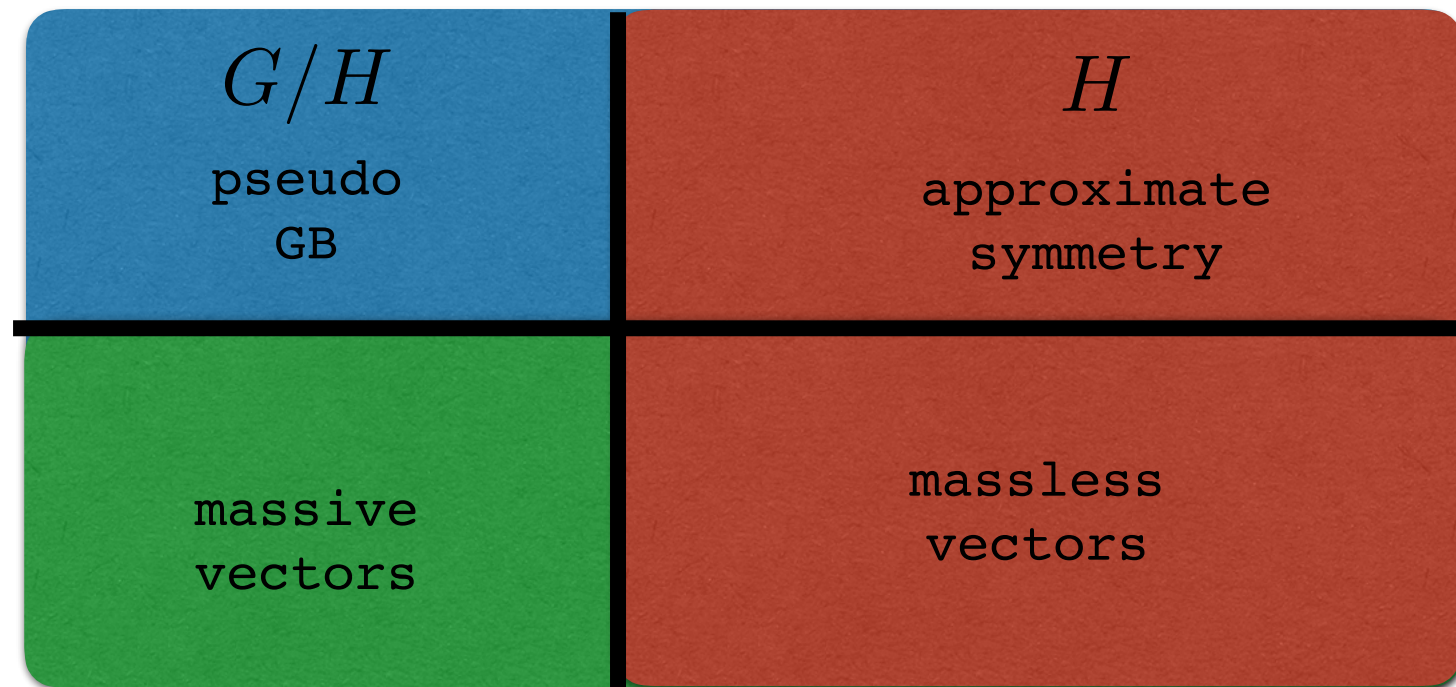 G/H
pseudo
GB
H
approximate
symmetry
massive
vectors
massless
vectors